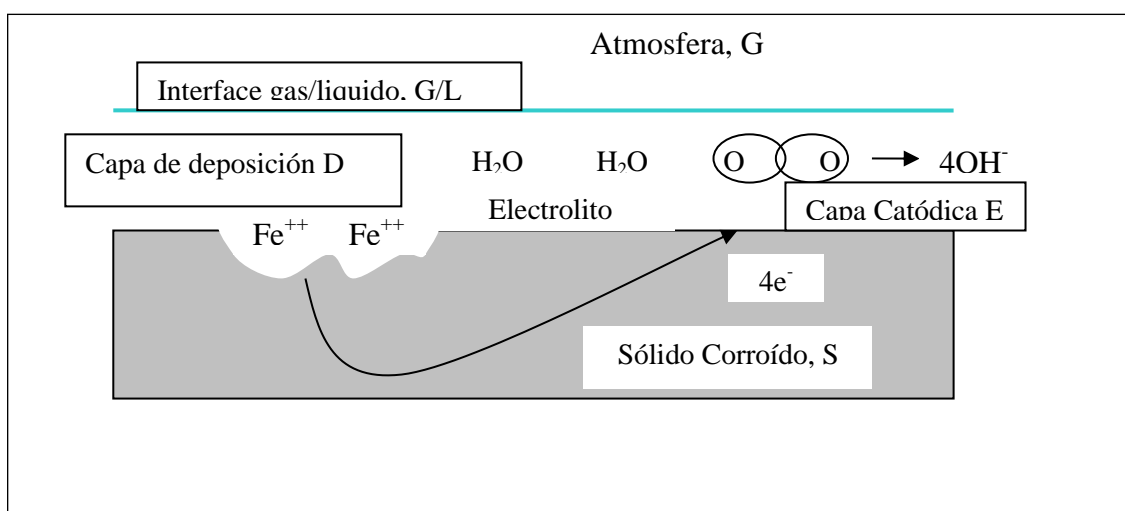 Atmosfera, G
Interface gas/liquido, G/L
Capa de deposición D
H₂O H₂O O O → 4OH⁻
Electrolito
Capa Catódica E
Fe⁺⁺ Fe⁺⁺
4e⁻
Sólido Corroído, S